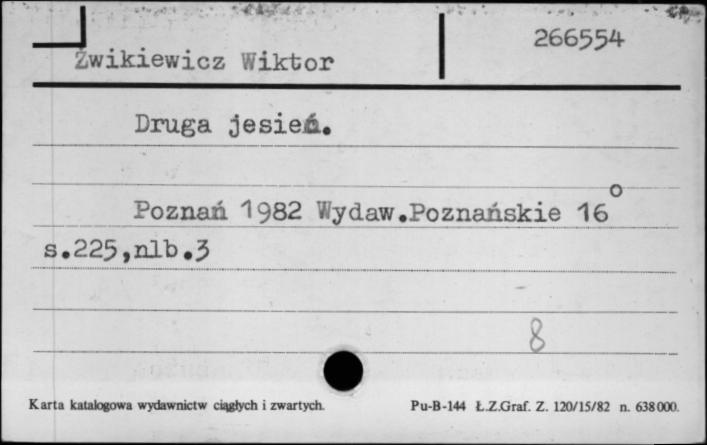 266554
Żwikiewicz Wiktor
Druga jesień.
Poznań 1982 Wydaw.Poznańskie 16°
s.225,nlb.3
8
Karta katalogowa wydawnictw ciągłych i zwartych.
Pu-B-144 Ł.Z.Graf. Z. 120/15/82 n. 638000.